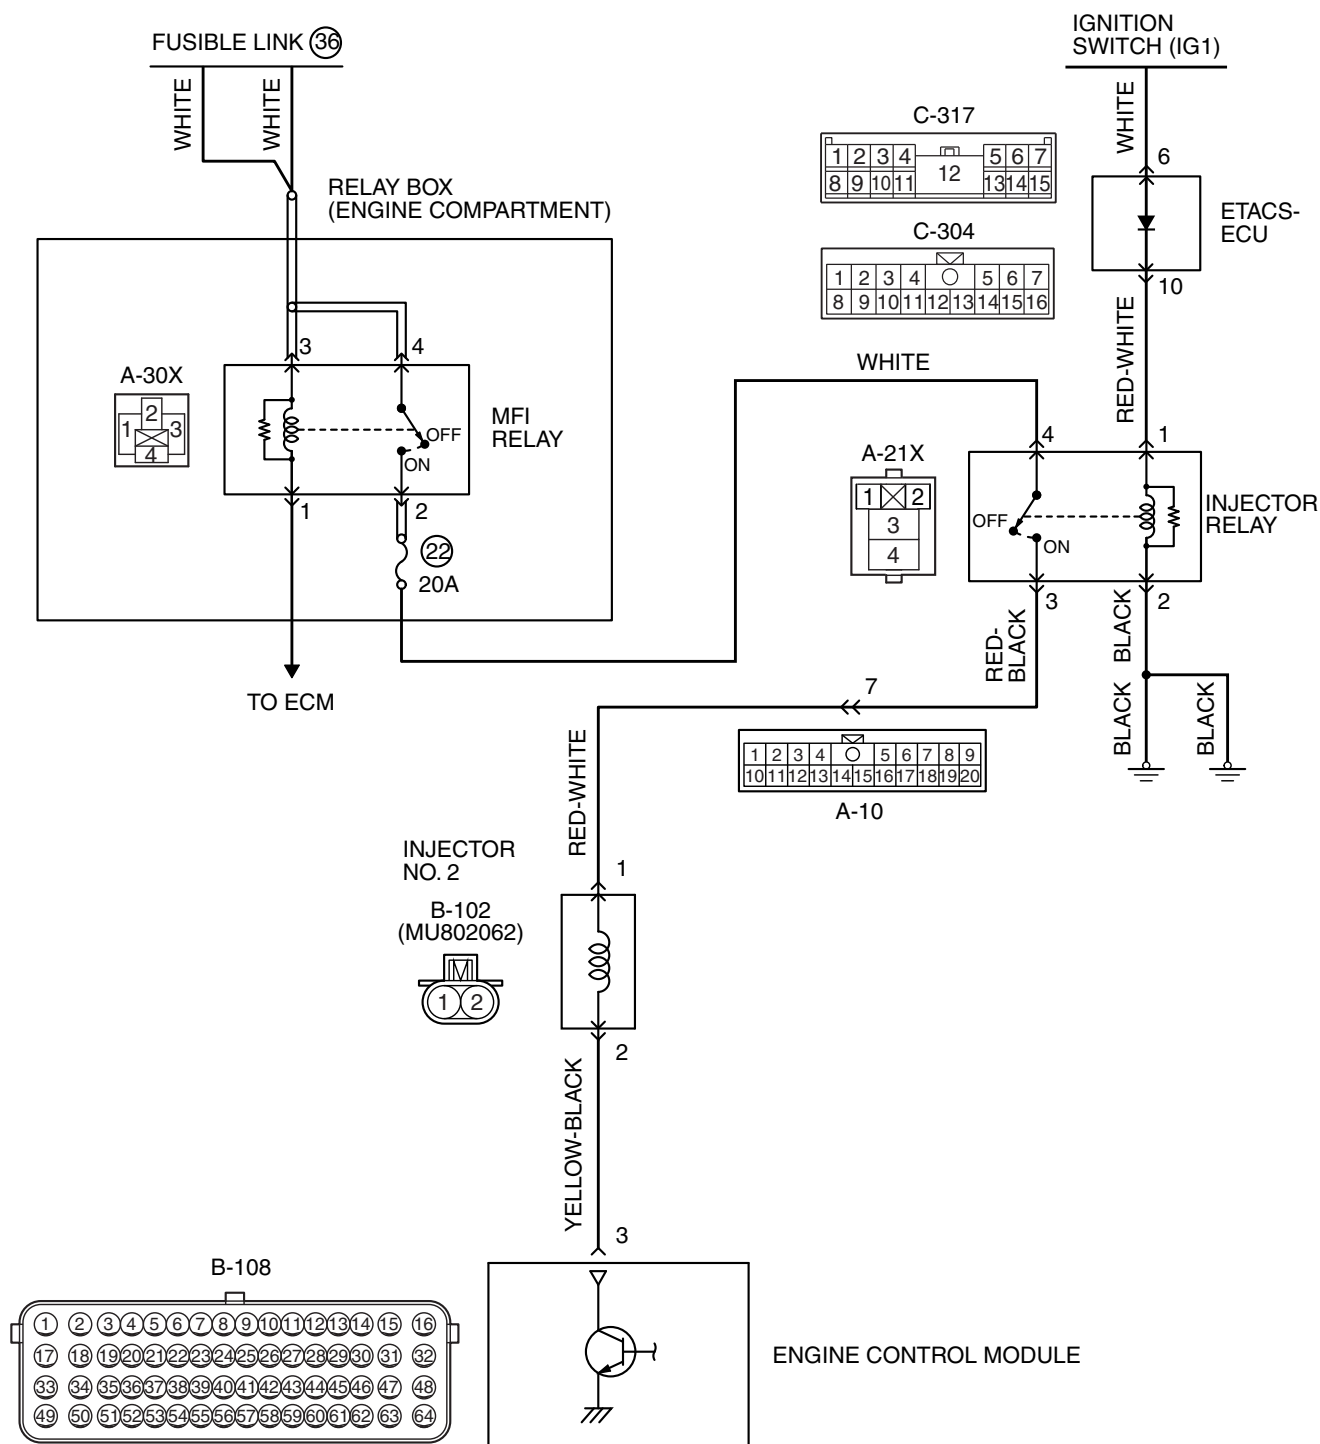 FUSIBLE LINK 36
IGNITION
SWITCH (IG1)
WHITE
WHITE
WHITE
C-317
1 2 3 4 5 6 7
12
8 9 10 11 13 14 15
6
RELAY BOX
(ENGINE COMPARTMENT)
ETACS-
ECU
C-304
1 2 3 4 5 6 7
8 9 10 11 12 13 14 15 16
10
RED-WHITE
3
4
WHITE
A-30X
2
1 3
4
OFF
ON
MFI
RELAY
1
2
22
20A
TO ECM
4
1
A-21X
1 2
3
4
OFF
ON
INJECTOR
RELAY
3
2
RED-
BLACK
BLACK
BLACK
BLACK
7
1 2 3 4 5 6 7 8 9
10 11 12 13 14 15 16 17 18 19 20
A-10
RED-WHITE
INJECTOR
NO. 2
B-102
(MU802062)
1 2
1
2
YELLOW-BLACK
3
B-108
1 2 3 4 5 6 7 8 9 10 11 12 13 14 15 16
17 18 19 20 21 22 23 24 25 26 27 28 29 30 31 32
33 34 35 36 37 38 39 40 41 42 43 44 45 46 47 48
49 50 51 52 53 54 55 56 57 58 59 60 61 62 63 64
ENGINE CONTROL MODULE